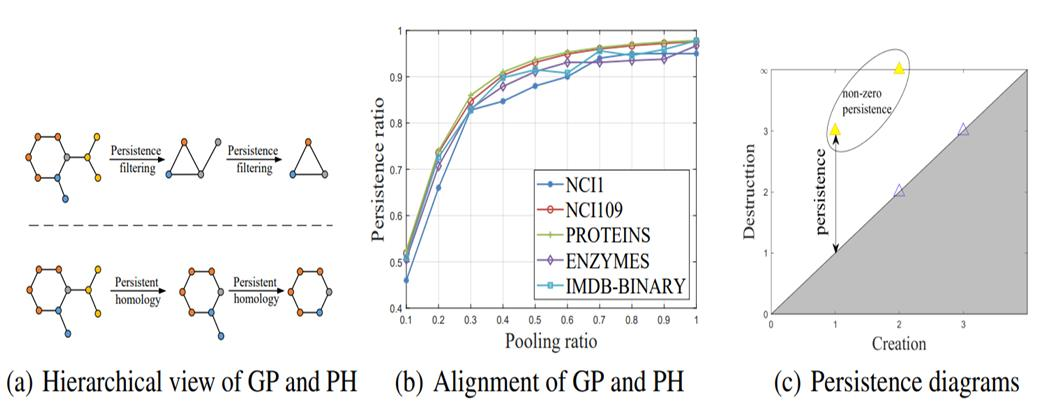 Persistence
filtering
Persistence
filtering
Persistent
homology
Persistent
homology
(a) Hierarchical view of GP and PH
Persistence ratio
1
0.9
0.8
0.7
0.6
0.5
0.4
0.1 0.2 0.3 0.4 0.5 0.6 0.7 0.8 0.9 1
Pooling ratio
NCI1
NCI109
PROTEINS
ENZYMES
IMDB-BINARY
(b) Alignment of GP and PH
Destructtion
∞
3
2
1
0
0 1 2 3
Creation
non-zero
persistence
persistence
(c) Persistence diagrams